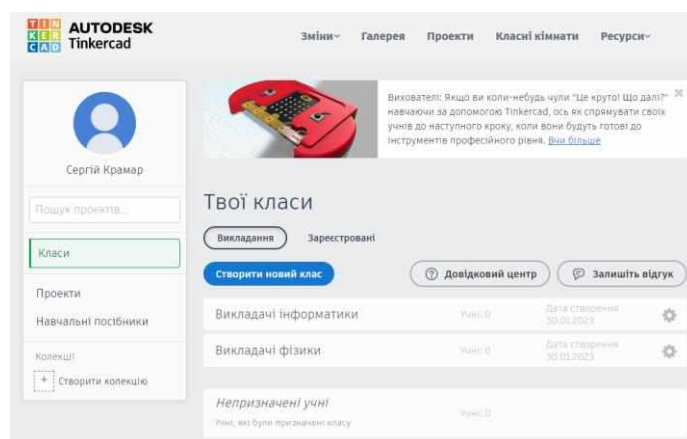 TIN
KER
CAD
AUTODESK
Tinkercad
Зміни
Галерея
Проекти
Класні кімнати
Ресурси
Сергій Крамар
Пошук проектів...
Класи
Проекти
Навчальні посібники
Колекції
+ Створити колекцію
Вихователі: Якщо ви коли-небудь чули "Це круто! Що далі?"
навчаючи за допомогою Tinkercad, ось як спрямувати своїх
учнів до наступного кроку, коли вони будуть готові до
інструментів професійного рівня. Вчи більше
Твої класи
Викладання
Зареєстровані
Створити новий клас
Довідковий центр
Залишіть відгук
Викладачі інформатики
Учні: 0
Дата створення
30.01.2023
Викладачі фізики
Учні: 0
Дата створення
30.01.2023
Непризначені учні
Учні, які були призначені класу
Учні: 0